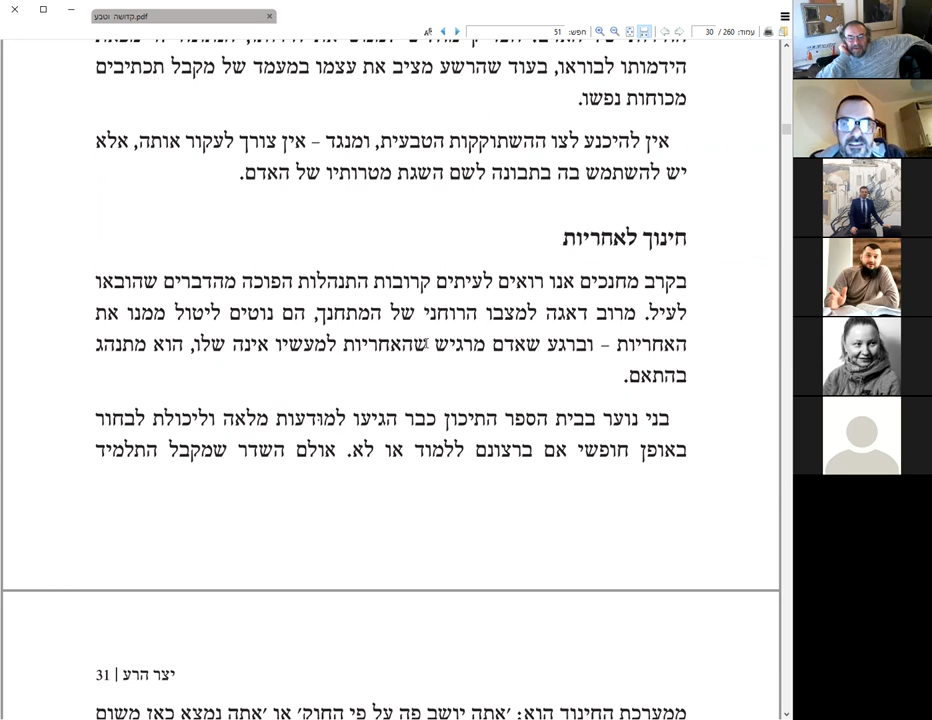 קדושה וטבע.pdf
עמוד: 30 / 260
חפש: 51
הידמותו לבוראו, בעוד שהרשע מציב את עצמו במעמד של מקבל תכתיבים
מכוחות נפשו.
אין להיכנע לצו ההשתוקקות הטבעית, ומנגד – אין צורך לעקור אותה, אלא
יש להשתמש בה בתבונה לשם השגת מטרותיו של האדם.
חינוך לאחריות
בקרב מחנכים אנו רואים לעיתים קרובות התנהלות הפוכה מהדברים שהובאו
לעיל. מרוב דאגה למצבו הרוחני של המתחנך, הם נוטים ליטול ממנו את
האחריות – וברגע שאדם מרגיש שהאחריות למעשיו אינה שלו, הוא מתנהג
בהתאם.
בני נוער בבית הספר התיכון כבר הגיעו למודעות מלאה וליכולת לבחור
באופן חופשי אם ברצונם ללמוד או לא. אולם השדר שמקבל התלמיד
יצר הרע | 31
ממערכת החינוך הוא: 'אתה יושב פה על פי החוק' או 'אתה נמצא כאן משום